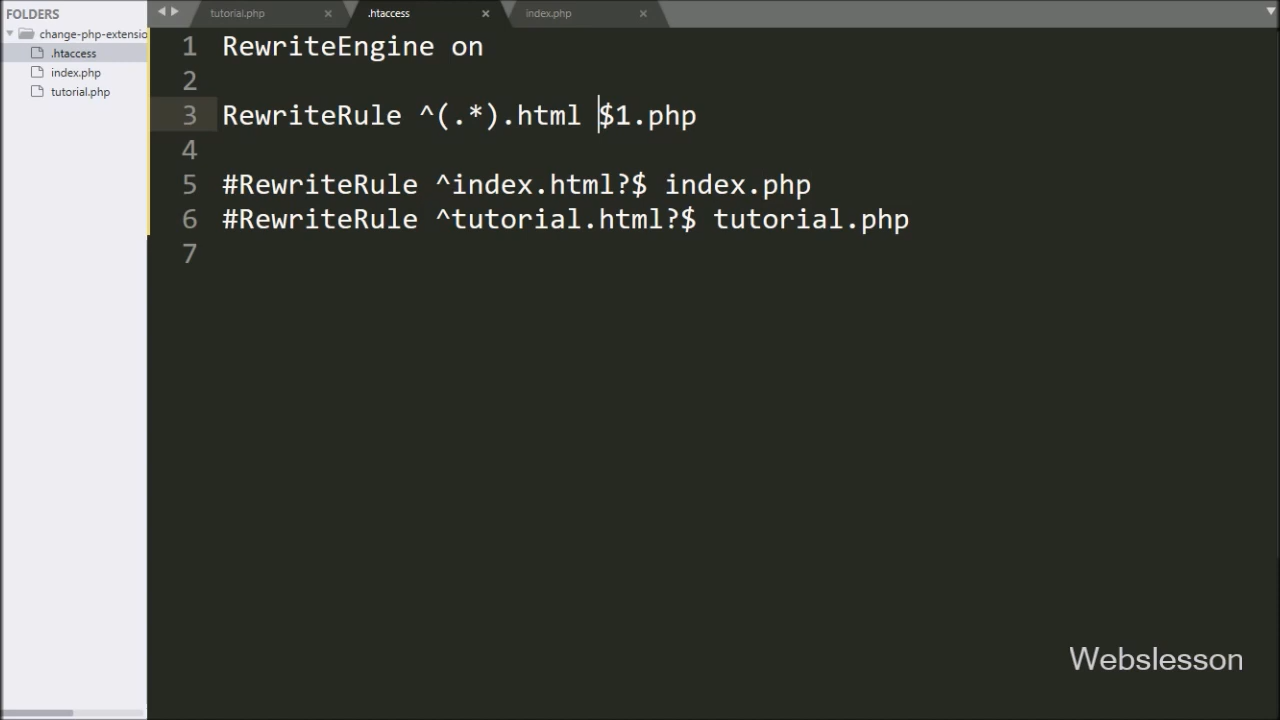 FOLDERS
change-php-extensio
.htaccess
index.php
tutorial.php
tutorial.php × .htaccess × index.php ×
1 RewriteEngine on
2
3 RewriteRule ^(.*).html $1.php
4
5 #RewriteRule ^index.html?$ index.php
6 #RewriteRule ^tutorial.html?$ tutorial.php
7
Webslesson